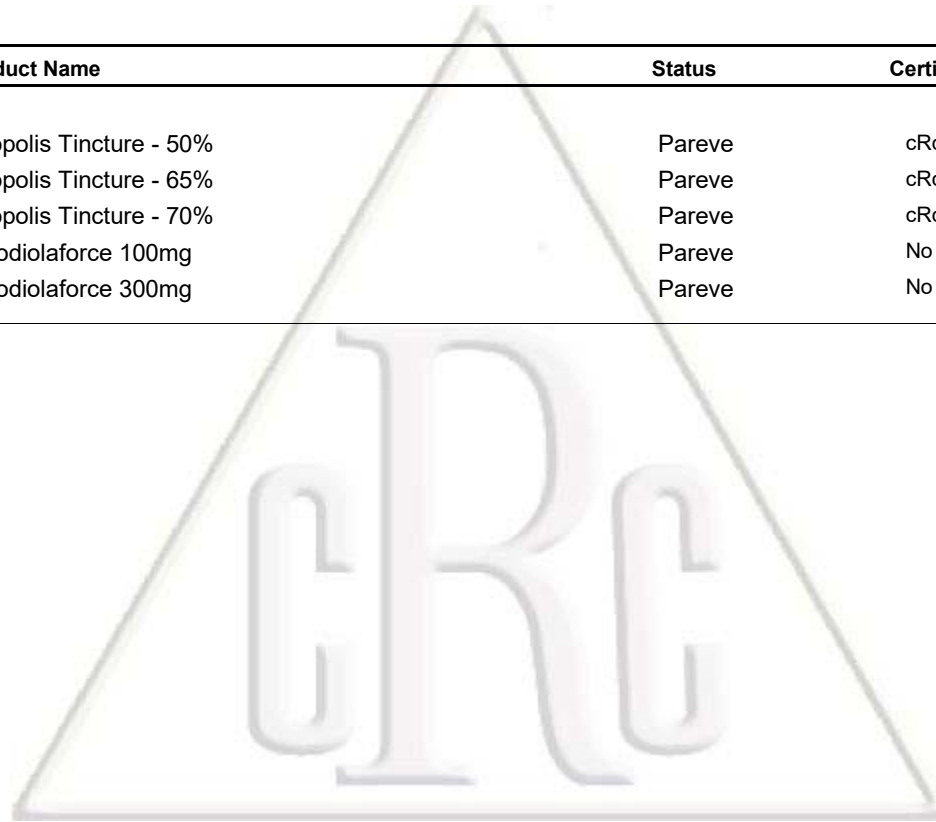 duct Name Status Certi
opolis Tincture - 50% Pareve cRc
opolis Tincture - 65% Pareve cRc
opolis Tincture - 70% Pareve cRc
odiolaforce 100mg Pareve No
odiolaforce 300mg Pareve No
cRc